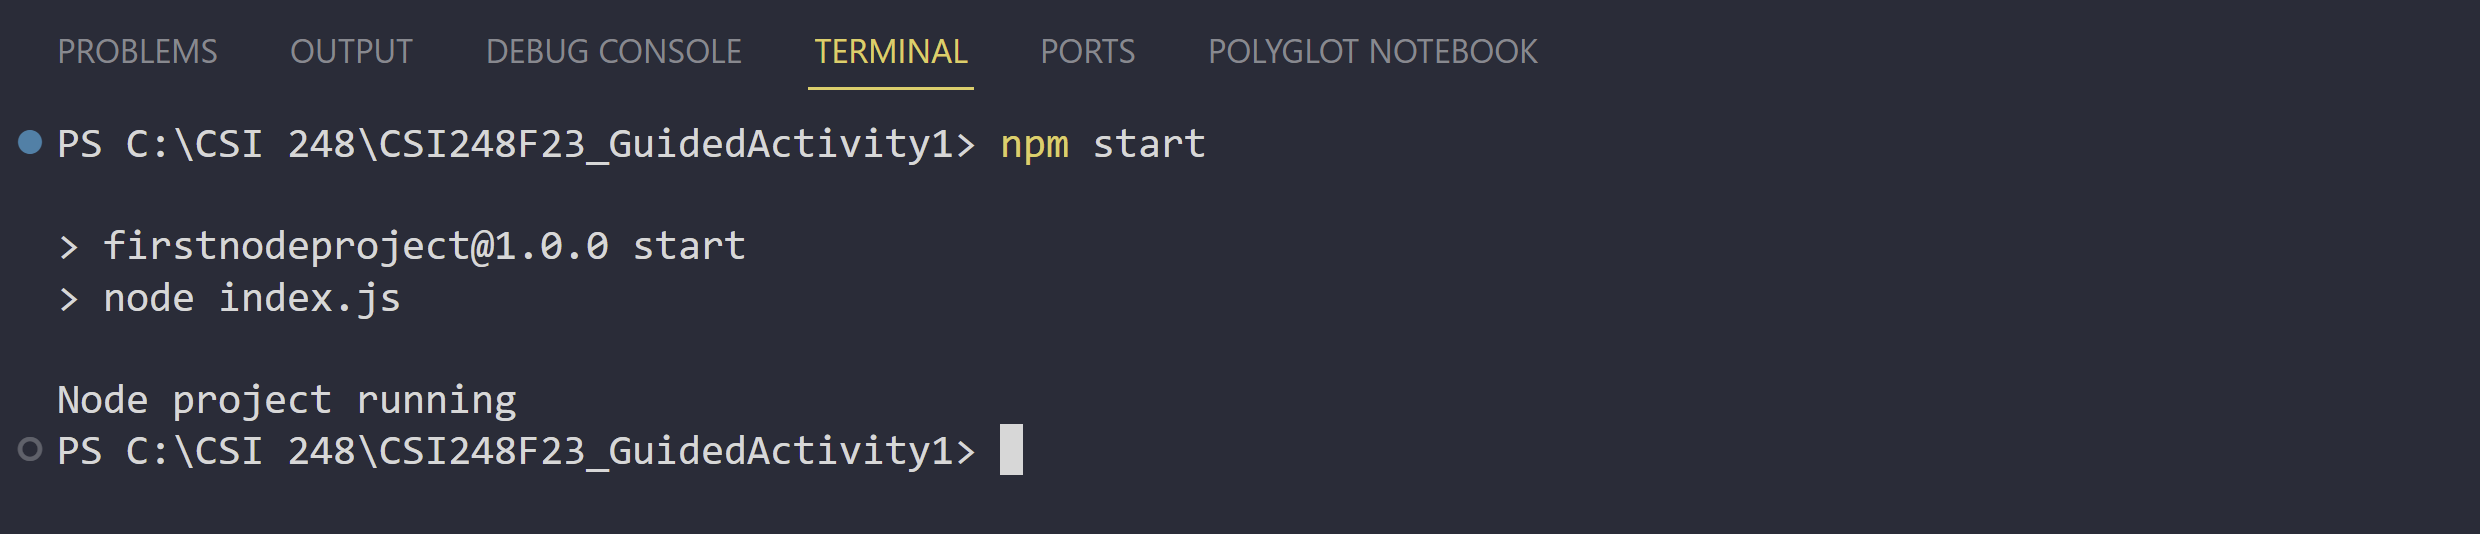 PROBLEMS OUTPUT DEBUG CONSOLE TERMINAL PORTS POLYGLOT NOTEBOOK
PS C:\CSI 248\CSI248F23_GuidedActivity1> npm start
> firstnodeproject@1.0.0 start
> node index.js
Node project running
PS C:\CSI 248\CSI248F23_GuidedActivity1>